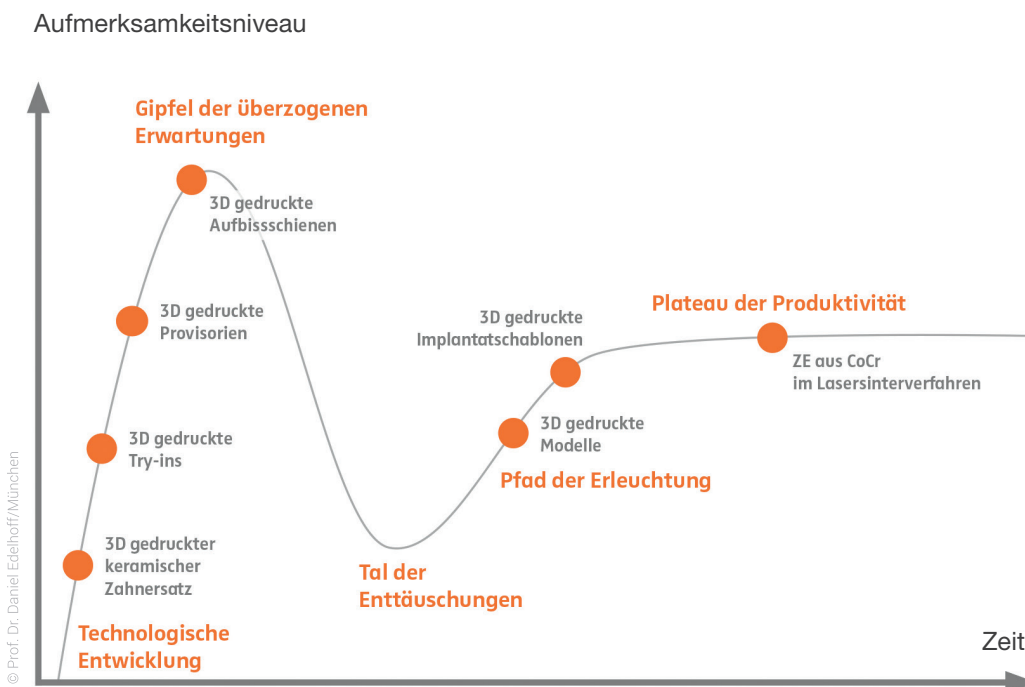 Aufmerksamkeitsniveau
Gipfel der überzogenen
Erwartungen
3D gedruckte
Aufbissschienen
3D gedruckte
Provisorien
3D gedruckte
Try-ins
3D gedruckter
keramischer
Zahnersatz
Technologische
Entwicklung
Tal der
Enttäuschungen
3D gedruckte
Implantatschablonen
3D gedruckte
Modelle
Pfad der Erleuchtung
Plateau der Produktivität
ZE aus CoCr
im Lasersinterverfahren
Zeit
© Prof. Dr. Daniel Edelhoff/München